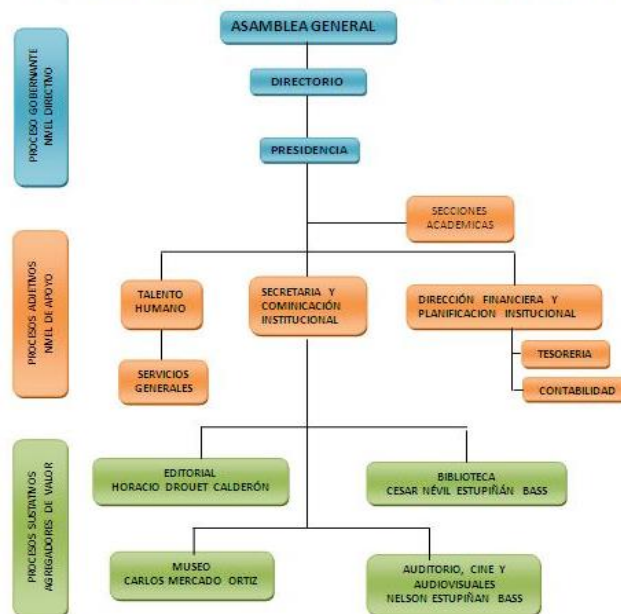 PROCESO GOBERNANTE
NIVEL DIRECTIVO
ASAMBLEA GENERAL
DIRECTORIO
PRESIDENCIA
SECCIONES
ACADEMICAS
PROCESOS ADJETIVOS
NIVEL DE APOYO
TALENTO
HUMANO
SECRETARIA Y
COMINICACIÓN
INSTITUCIONAL
DIRECCIÓN FINANCIERA Y
PLANIFICACION INSITUCIONAL
SERVICIOS
GENERALES
TESORERIA
CONTABILIDAD
PROCESOS SUSTATIVOS
AGRIGADORES DE VALOR
EDITORIAL
HORACIO DROUET CALDERÓN
BIBLIOTECA
CESAR NÉVIL ESTUPIÑÁN BASS
MUSEO
CARLOS MERCADO ORTIZ
AUDITORIO, CINE Y
AUDIOVISUALES
NELSON ESTUPIÑAN BASS